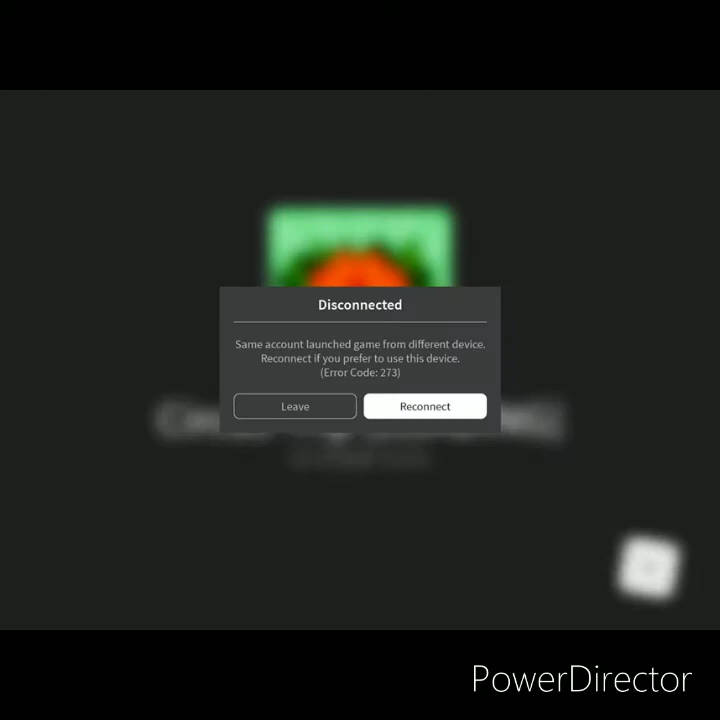 Disconnected
Same account launched game from different device.
Reconnect if you prefer to use this device.
(Error Code: 273)
Leave
Reconnect
PowerDirector